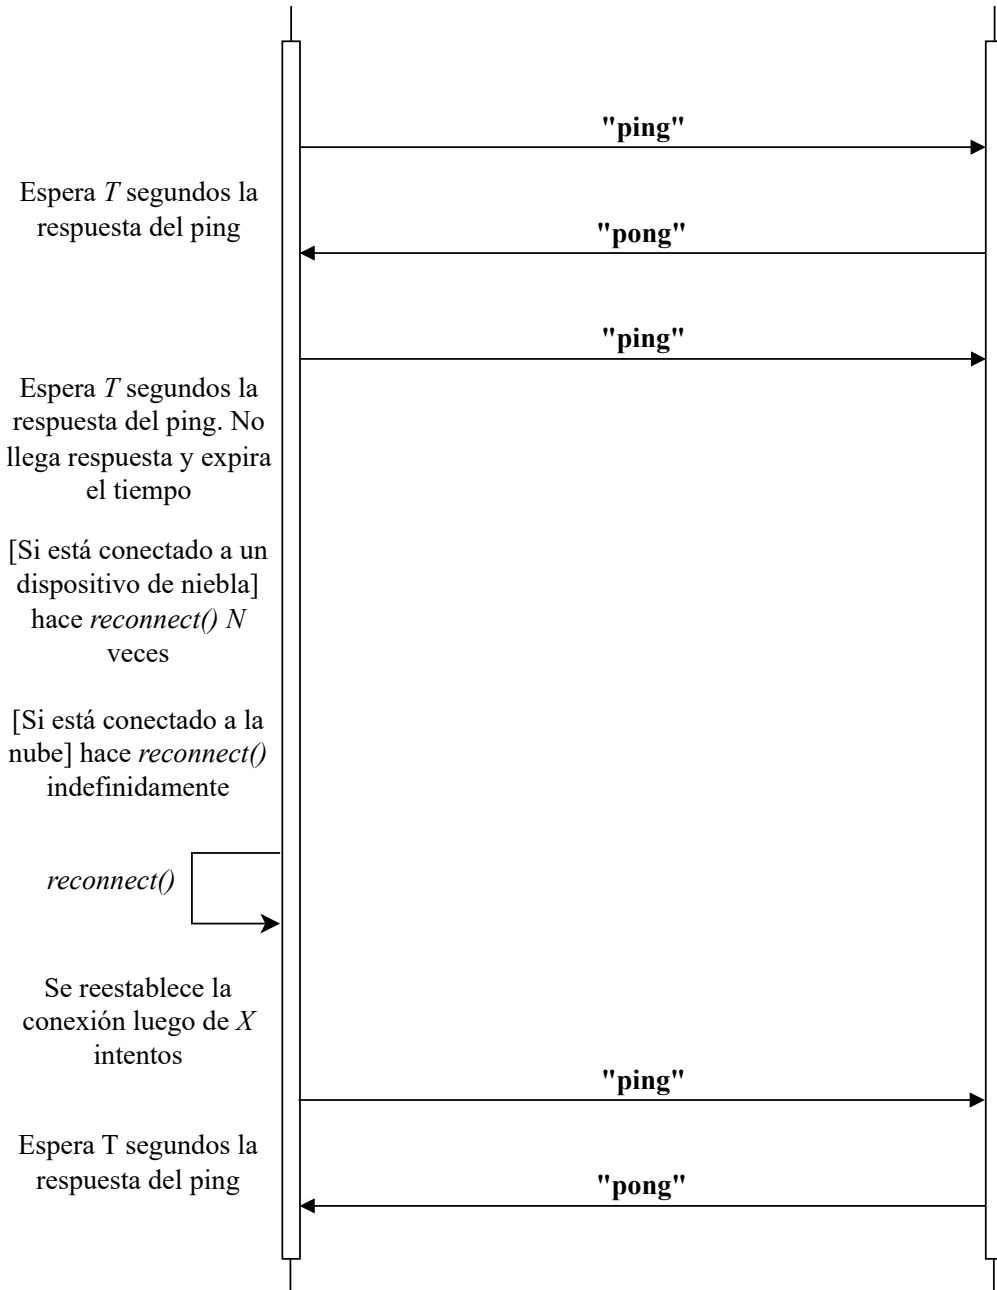 "ping"
Espera T segundos la
respuesta del ping
"pong"
"ping"
Espera T segundos la
respuesta del ping. No
llega respuesta y expira
el tiempo
[Si está conectado a un
dispositivo de niebla]
hace reconnect() N
veces
[Si está conectado a la
nube] hace reconnect()
indefinidamente
reconnect()
Se reestablece la
conexión luego de X
intentos
"ping"
Espera T segundos la
respuesta del ping
"pong"